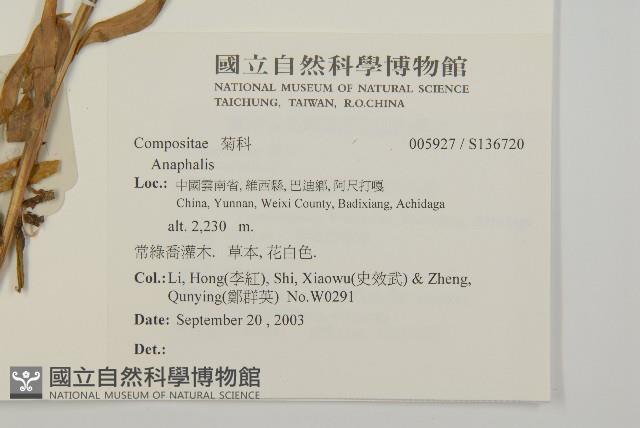 國立自然科學博物館
NATIONAL MUSEUM OF NATURAL SCIENCE
TAICHUNG, TAIWAN, R.O.CHINA
Compositae 菊科 005927 / S136720
Anaphalis
Loc.: 中國雲南省, 維西縣, 巴迪鄉, 阿尺打嘎
China, Yunnan, Weixi County, Badixiang, Achidaga
alt. 2,230 m.
常綠喬灌木. 草本, 花白色.
Col.: Li, Hong(李紅), Shi, Xiaowu(史效武) & Zheng,
Qunying(鄭群英) No.W0291
Date: September 20 , 2003
Det.:
國立自然科學博物館
NATIONAL MUSEUM OF NATURAL SCIENCE